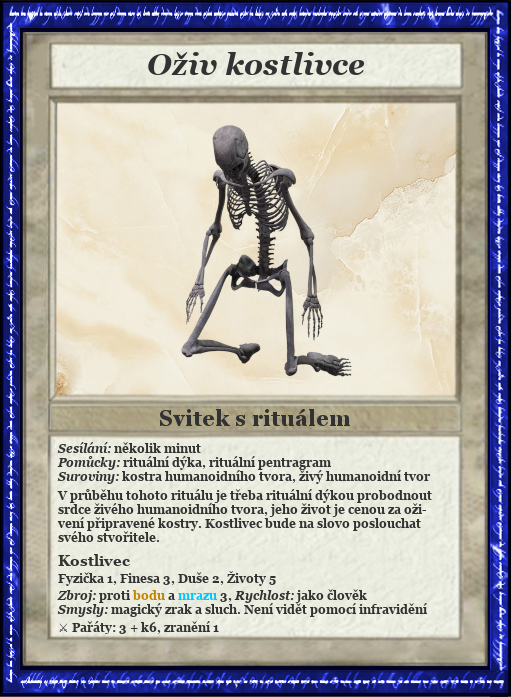 Oživ kostlivce
Svitek s rituálem
Sesílání: několik minut
Pomůcky: rituální dýka, rituální pentragram
Suroviny: kostra humanoidního tvora, živý humanoidní tvor
V průběhu tohoto rituálu je třeba rituální dýkou probodnout
srdce živého humanoidního tvora, jeho život je cenou za oži-
vení připravené kostry. Kostlivec bude na slovo poslouchat
svého stvořitele.
Kostlivec
Fyzička 1, Finesa 3, Duše 2, Životy 5
Zbroj: proti bodu a mrazu 3, Rychlost: jako člověk
Smysly: magický zrak a sluch. Není vidět pomocí infravidění
⚔ Pařáty: 3 + k6, zranění 1